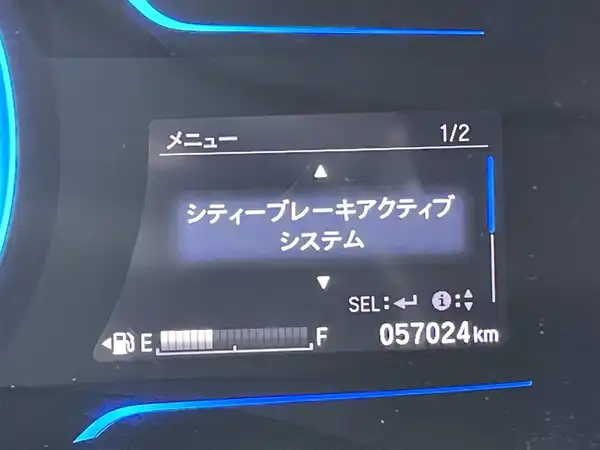 メニュー 1/2
▲
シティーブレーキアクティブ
システム
▼
SEL:↵ i:▲▼
E F 057024km